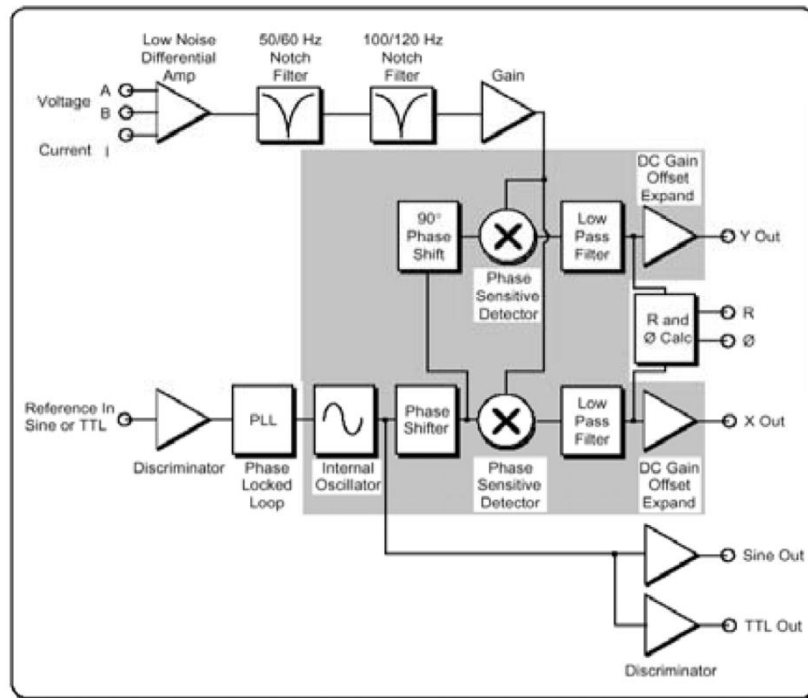 Low Noise
Differential
Amp
50/60 Hz
Notch
Filter
100/120 Hz
Notch
Filter
Gain
Voltage
A
B
Current
I
DC Gain
Offset
Expand
90°
Phase
Shift
Low
Pass
Filter
Y Out
Phase
Sensitive
Detector
R and
Ø Calc
R
Ø
Reference In
Sine or TTL
PLL
Phase
Shifter
Low
Pass
Filter
X Out
Discriminator
Phase
Locked
Loop
Internal
Oscillator
Phase
Sensitive
Detector
DC Gain
Offset
Expand
Sine Out
TTL Out
Discriminator